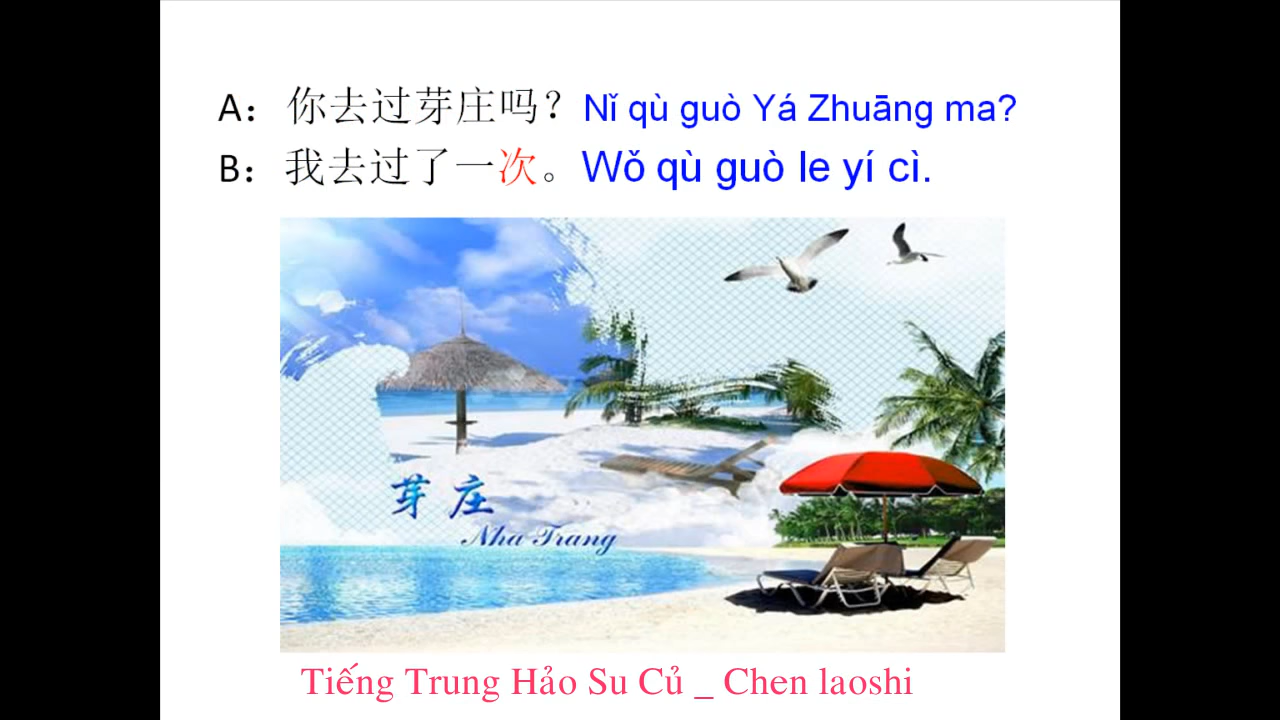 A：你去过芽庄吗？Nǐ qù guò Yá Zhuāng ma?
B：我去过了一次。Wǒ qù guò le yí cì.
芽庄
Nha Trang
Tiếng Trung Hảo Su Củ _ Chen laoshi